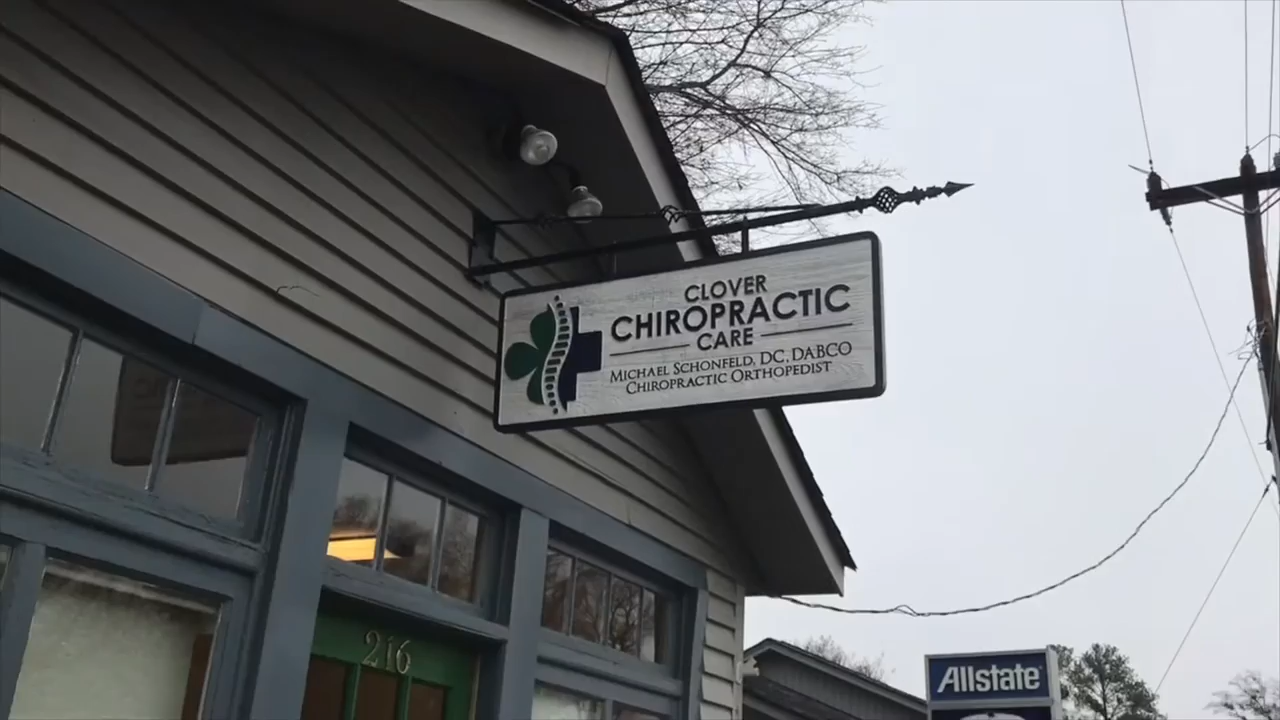 CLOVER
CHIROPRACTIC
CARE
MICHAEL SCHONFELD, DC, DABCO
CHIROPRACTIC ORTHOPEDIST
216
Allstate